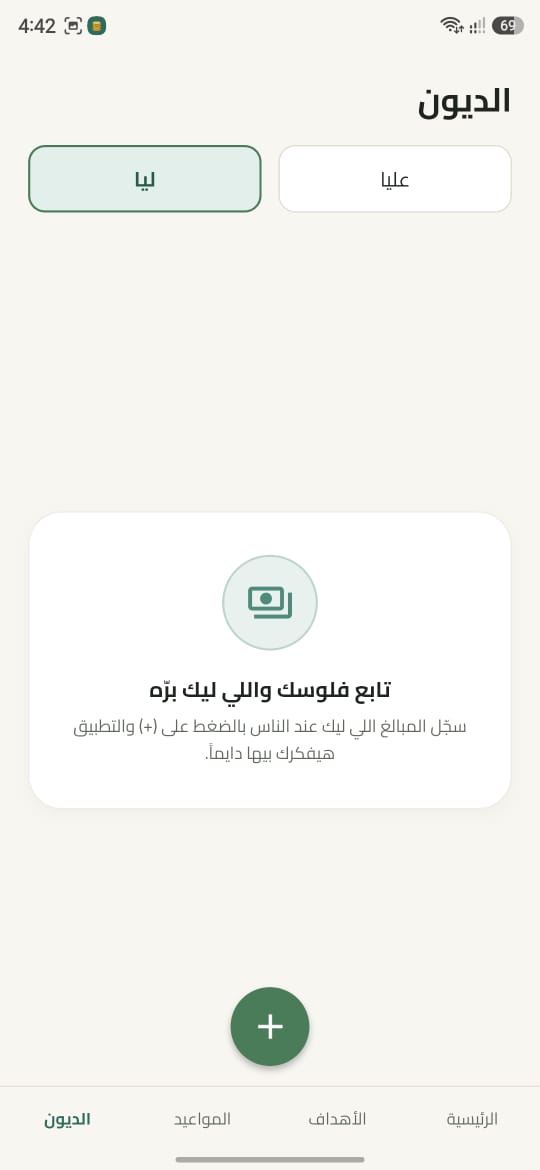 4:42
69
الديون
عليا
ليا
تابع فلوسك واللي ليك برّه
سجّل المبالغ اللي ليك عند الناس بالضغط على (+) والتطبيق
هيفكرك بيها دايماً.
+
الرئيسية
الأهداف
المواعيد
الديون